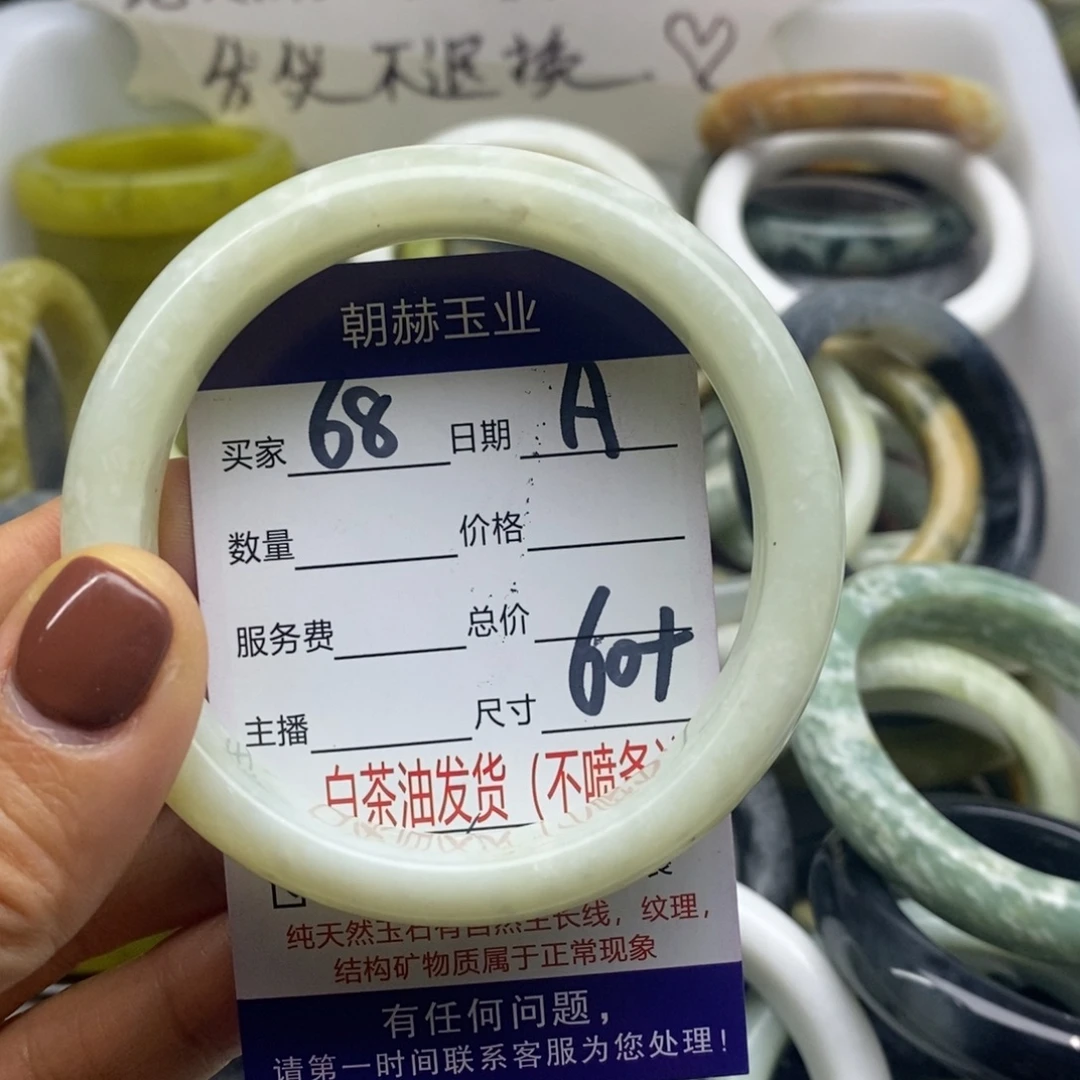 不退换
朝赫玉业
买家 68 日期 A
数量 价格
服务费 总价
60+
主播 尺寸
白茶油发货（不喷
纯天然玉石有自然生长线，纹理，
结构矿物质属于正常现象
有任何问题，
请第一时间联系客服为您处理！